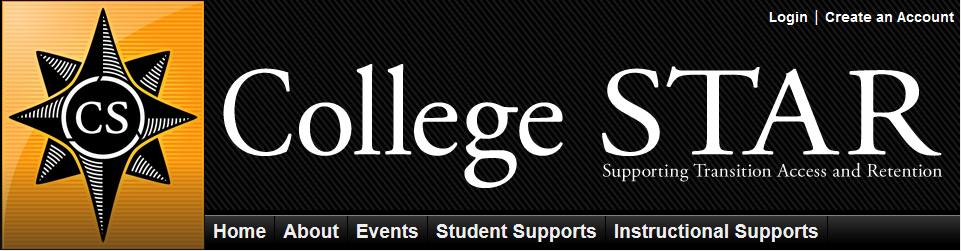 Login | Create an Account
CS
College STAR
Supporting Transition Access and Retention
Home About Events Student Supports Instructional Supports